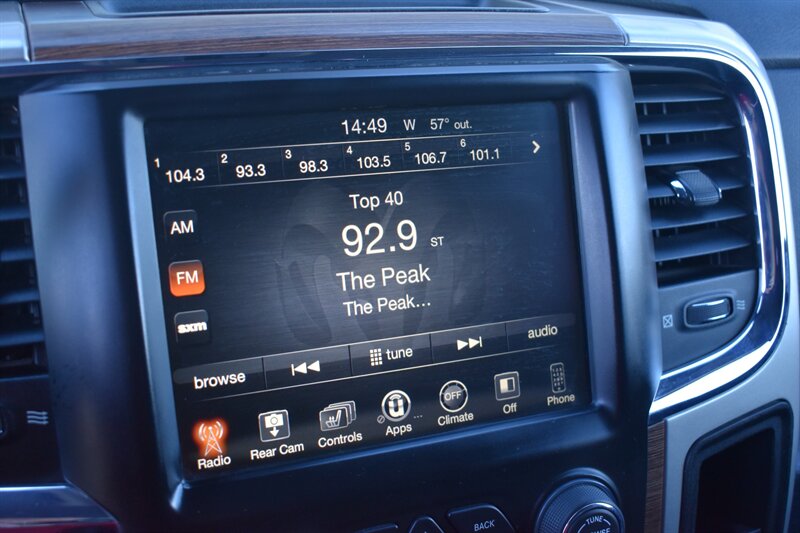 14:49 W 57° out.
1 104.3 2 93.3 3 98.3 4 103.5 5 106.7 6 101.1
Top 40
AM
92.9 ST
FM
The Peak
The Peak...
sxm
browse tune audio
Radio Rear Cam Controls Apps ... OFF Climate Off Phone
BACK
TUNE